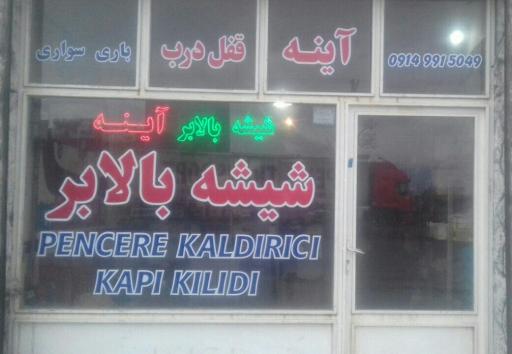 آینه قفل درب باری سواری
0914 991 5049
شیشه بالابر آینه
شیشه بالابر
PENCERE KALDIRICI
KAPI KILIDI